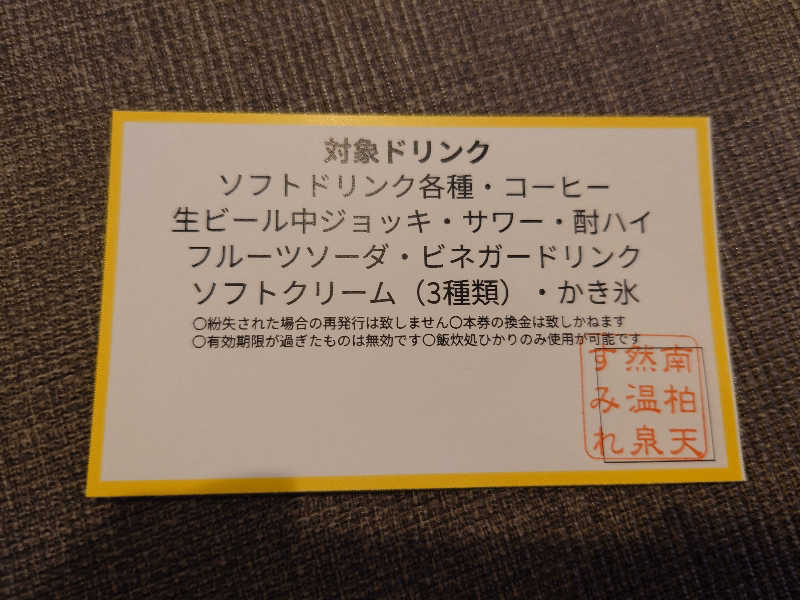 対象ドリンク
ソフトドリンク各種・コーヒー
生ビール中ジョッキ・サワー・酎ハイ
フルーツソーダ・ビネガードリンク
ソフトクリーム（3種類）・かき氷
〇紛失された場合の再発行は致しません〇本券の換金は致しかねます
〇有効期限が過ぎたものは無効です〇飯炊処ひかりのみ使用が可能です
南柏天
然温泉
すみれ